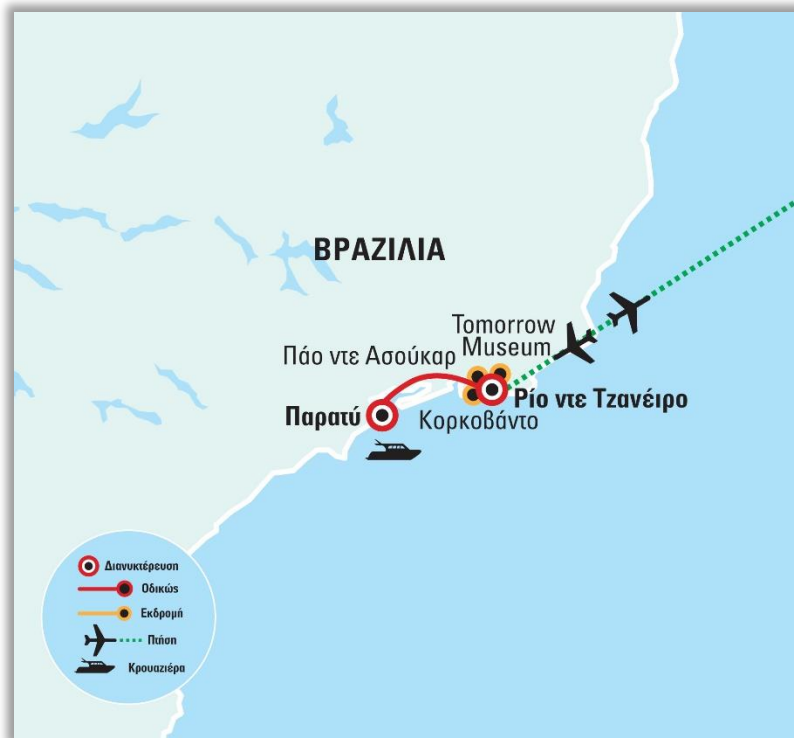 ΒΡΑΖΙΛΙΑ
Tomorrow
Museum
Πάο ντε Ασούκαρ
Ρίο ντε Τζανέιρο
Παρατύ
Κορκοβάντο
Διανυκτέρευση
Οδικώς
Εκδρομή
Πτήση
Κρουαζιέρα